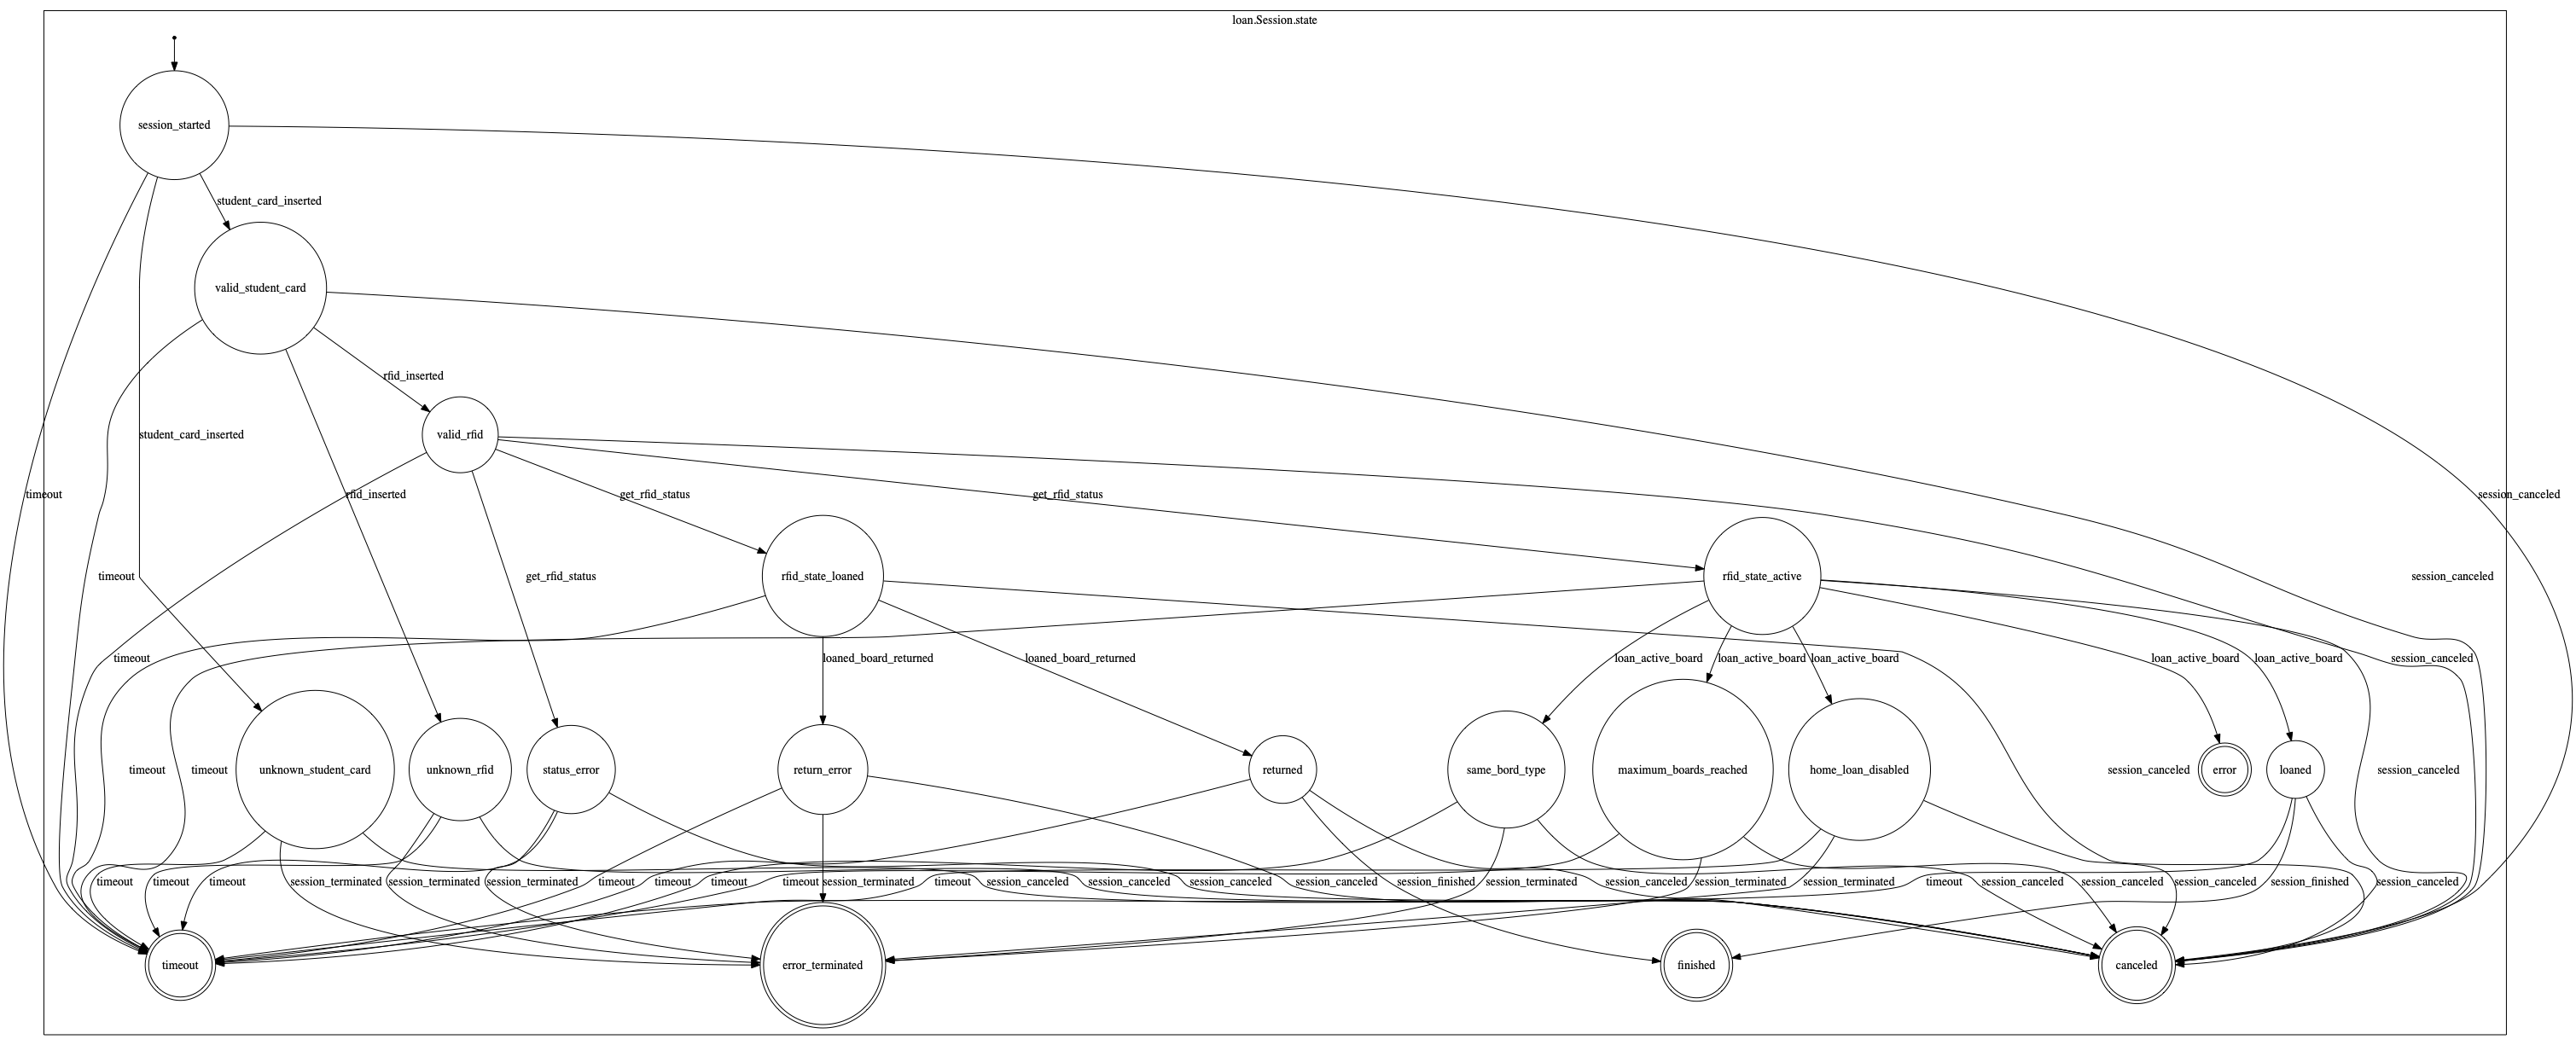 loan.Session.state
session_started
student_card_inserted
valid_student_card
rfid_inserted
student_card_inserted
valid_rfid
timeout
rfid_inserted
get_rfid_status
get_rfid_status
session_canceled
timeout
get_rfid_status
rfid_state_loaned
rfid_state_active
session_canceled
timeout
loaned_board_returned
loaned_board_returned
loan_active_board
loan_active_board
loan_active_board
loan_active_board
loan_active_board
session_canceled
timeout
timeout
unknown_student_card
unknown_rfid
status_error
return_error
returned
same_bord_type
maximum_boards_reached
home_loan_disabled
session_canceled
error
loaned
session_canceled
timeout
timeout
timeout
session_terminated
session_terminated
session_terminated
timeout
timeout
timeout
timeout
session_terminated
timeout
session_canceled
session_canceled
session_canceled
session_canceled
session_finished
session_terminated
session_canceled
session_terminated
session_terminated
timeout
session_canceled
session_canceled
session_canceled
session_finished
session_canceled
timeout
error_terminated
finished
canceled